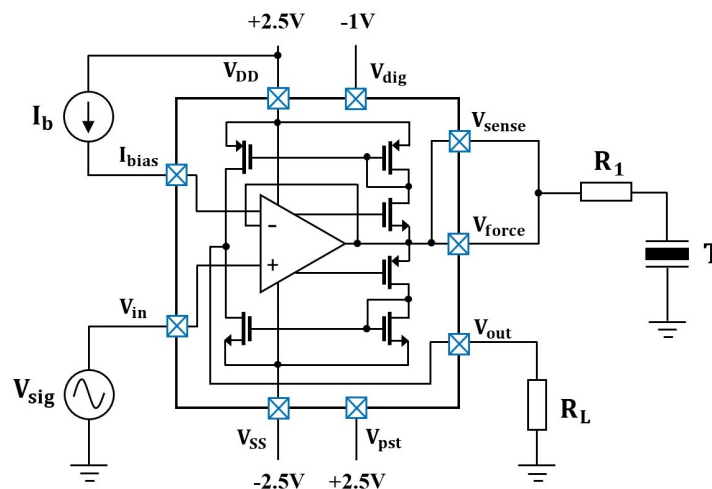 +2.5V
-1V
V_DD
V_dig
I_b
V_sense
I_bias
R_1
-
V_force
T
+
V_in
V_out
V_sig
R_L
V_SS
V_pst
-2.5V
+2.5V